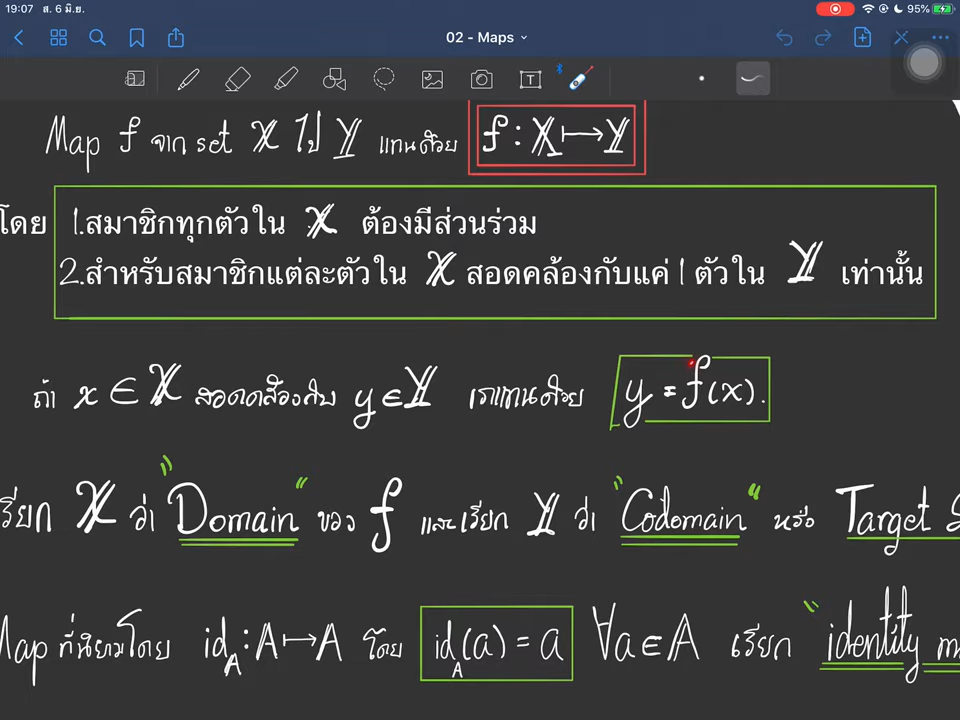 19:07 ส. 6 มิ.ย. 95%
02 - Maps
T
Map f จาก set X ไป Y แทนด้วย f : X ↦ Y
โดย 1.สมาชิกทุกตัวใน X ต้องมีส่วนร่วม
2.สำหรับสมาชิกแต่ละตัวใน X สอดคล้องกับแค่ 1 ตัวใน Y เท่านั้น
ถ้า x ∈ X สอดคล้องกับ y ∈ Y เราแทนด้วย y = f(x).
เรียก X ว่า "Domain" ของ f และเรียก Y ว่า "Codomain" หรือ Target S
Map ที่นิยามโดย id_A : A ↦ A โดย id_A(a) = a ∀a ∈ A เรียก "identity m